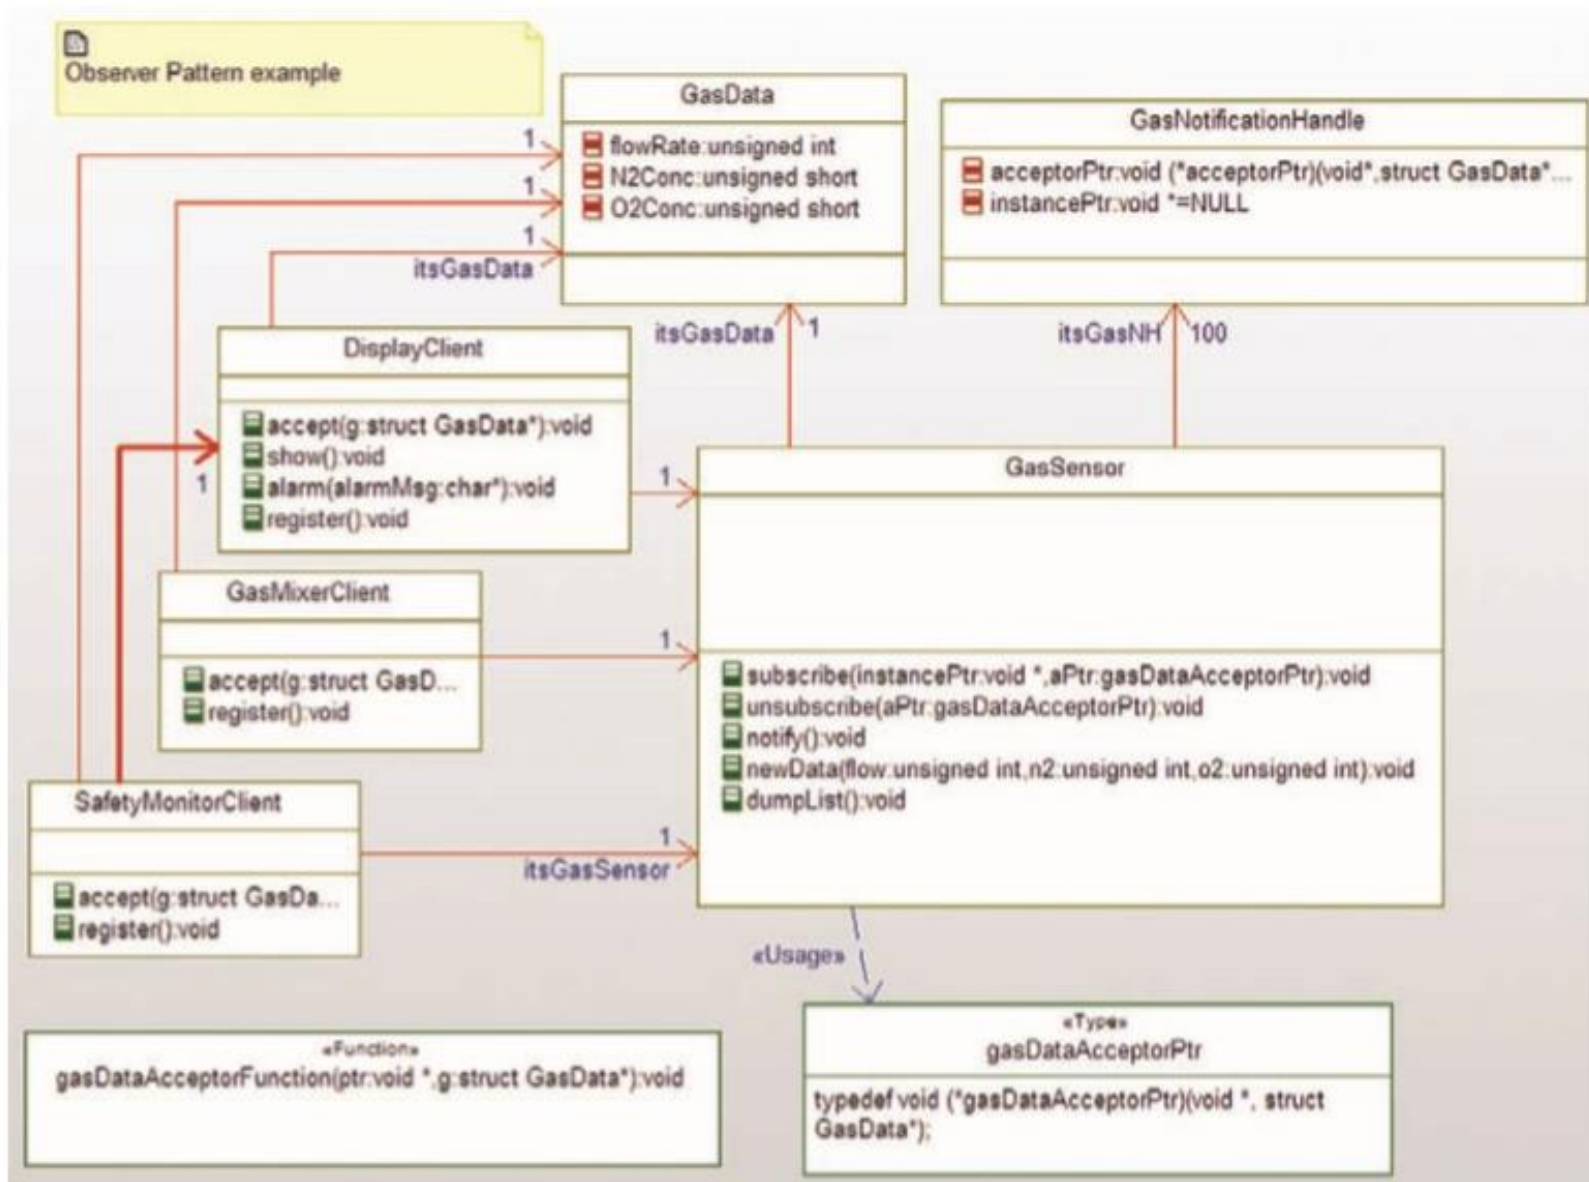 Observer Pattern example
GasData
flowRate:unsigned int
N2Conc:unsigned short
O2Conc:unsigned short
GasNotificationHandle
acceptorPtr:void (*acceptorPtr)(void*,struct GasData*...
instancePtr:void *=NULL
1
1
1
itsGasData
itsGasData
1
itsGasNH
100
DisplayClient
accept(g:struct GasData*):void
show():void
alarm(alarmMsg:char*):void
register():void
1
1
GasSensor
subscribe(instancePtr:void *,aPtr:gasDataAcceptorPtr):void
unsubscribe(aPtr:gasDataAcceptorPtr):void
notify():void
newData(flow:unsigned int,n2:unsigned int,o2:unsigned int):void
dumpList():void
GasMixerClient
accept(g:struct GasD...
register():void
1
SafetyMonitorClient
accept(g:struct GasDa...
register():void
1
itsGasSensor
«Usage»
«Function»
gasDataAcceptorFunction(ptr:void *,g:struct GasData*):void
«Type»
gasDataAcceptorPtr
typedef void (*gasDataAcceptorPtr)(void *, struct
GasData*);